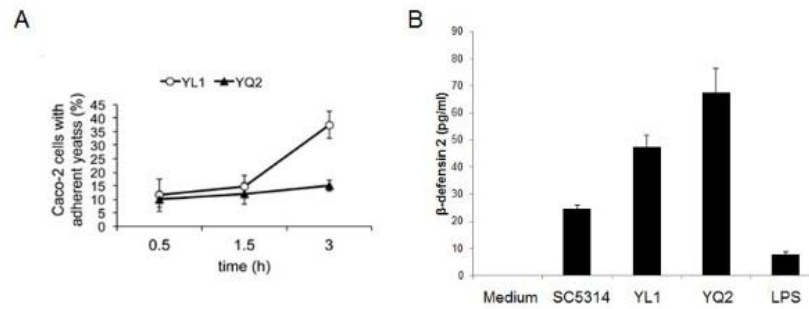 A
YL1 YQ2
Caco-2 cells with
adherent yeatss (%)
45
40
35
30
25
20
15
10
5
0
0.5 1.5 3
time (h)
B
β-defensin 2 (pg/ml)
90
80
70
60
50
40
30
20
10
0
Medium SC5314 YL1 YQ2 LPS